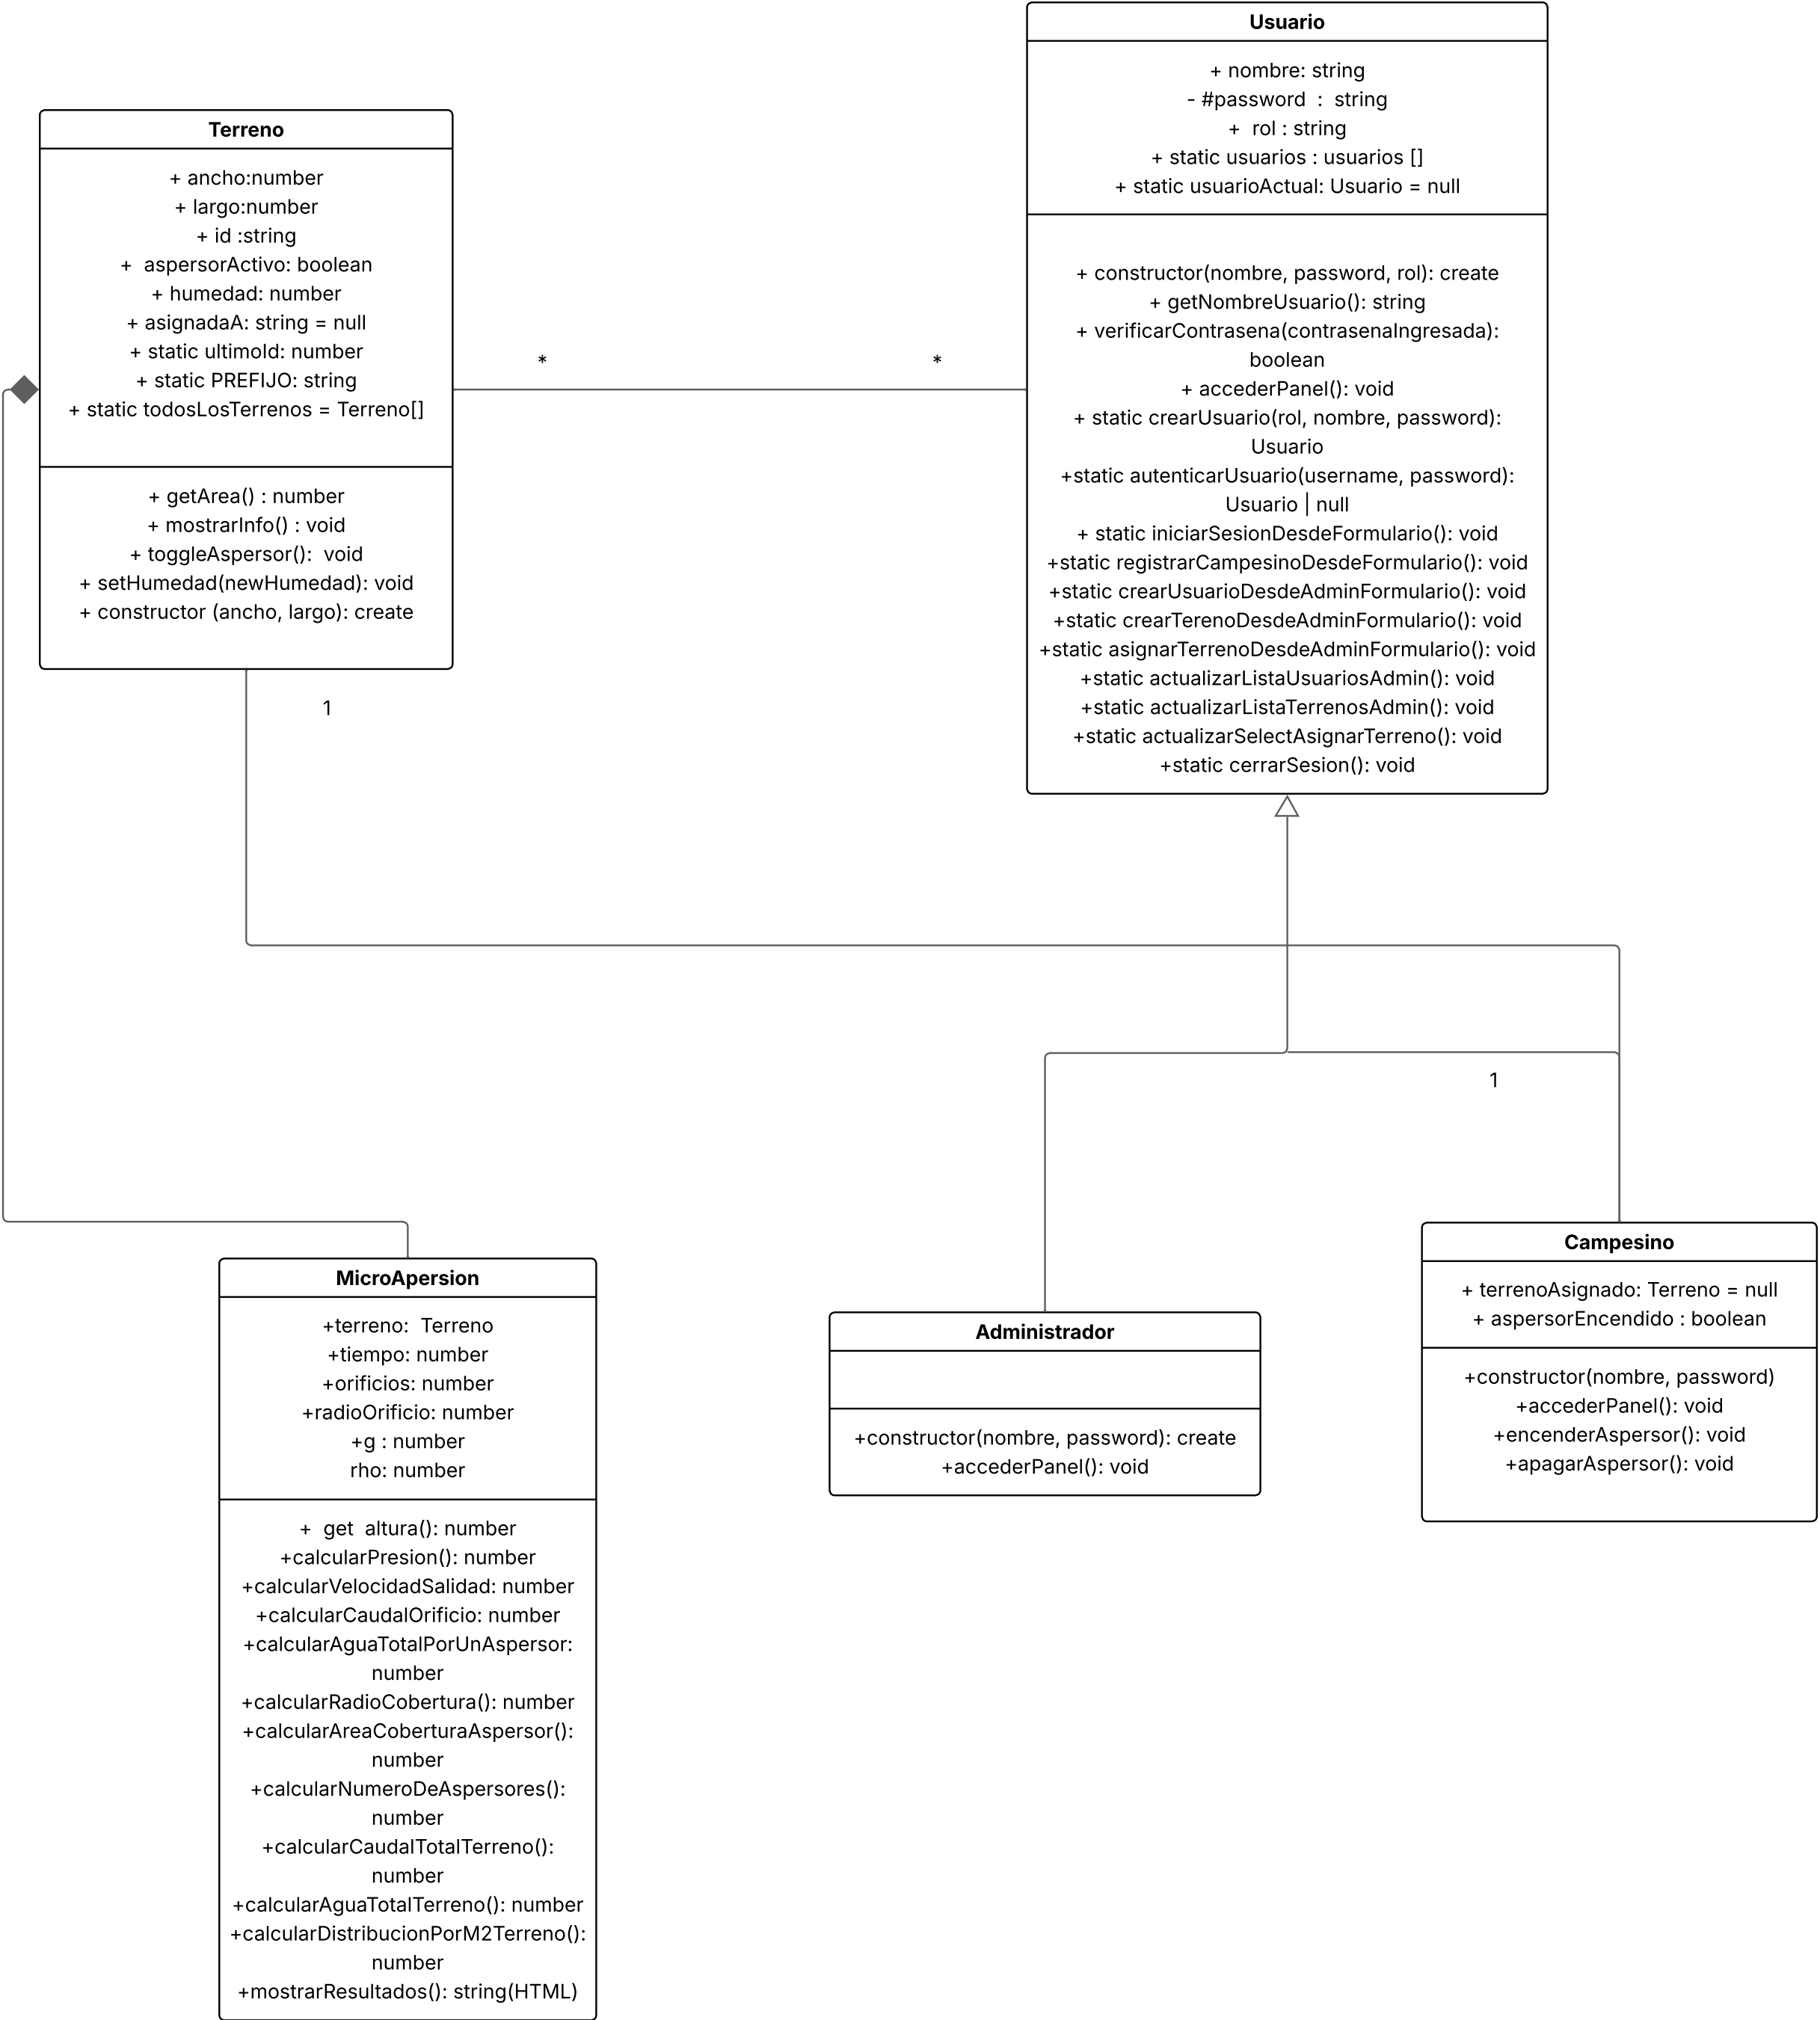 Usuario
+ nombre: string
- #password  :  string
+  rol : string
+ static usuarios : usuarios []
+ static usuarioActual: Usuario = null
+ constructor(nombre, password, rol): create
+ getNombreUsuario(): string
+ verificarContrasena(contrasenaIngresada):
boolean
+ accederPanel(): void
+ static crearUsuario(rol, nombre, password):
Usuario
+static autenticarUsuario(username, password):
Usuario | null
+ static iniciarSesionDesdeFormulario(): void
+static registrarCampesinoDesdeFormulario(): void
+static crearUsuarioDesdeAdminFormulario(): void
+static crearTerenoDesdeAdminFormulario(): void
+static asignarTerrenoDesdeAdminFormulario(): void
+static actualizarListaUsuariosAdmin(): void
+static actualizarListaTerrenosAdmin(): void
+static actualizarSelectAsignarTerreno(): void
+static cerrarSesion(): void
Terreno
+ ancho:number
+ largo:number
+ id :string
+  aspersorActivo: boolean
+ humedad: number
+ asignadaA: string = null
+ static ultimoId: number
+ static PREFIJO: string
+ static todosLosTerrenos = Terreno[]
+ getArea() : number
+ mostrarInfo() : void
+ toggleAspersor():  void
+ setHumedad(newHumedad): void
+ constructor (ancho, largo): create
*
*
1
1
MicroApersion
+terreno:  Terreno
+tiempo: number
+orificios: number
+radioOrificio: number
+g : number
rho: number
+  get  altura(): number
+calcularPresion(): number
+calcularVelocidadSalidad: number
+calcularCaudalOrificio: number
+calcularAguaTotalPorUnAspersor:
number
+calcularRadioCobertura(): number
+calcularAreaCoberturaAspersor():
number
+calcularNumeroDeAspersores():
number
+calcularCaudalTotalTerreno():
number
+calcularAguaTotalTerreno(): number
+calcularDistribucionPorM2Terreno():
number
+mostrarResultados(): string(HTML)
Administrador
+constructor(nombre, password): create
+accederPanel(): void
Campesino
+ terrenoAsignado: Terreno = null
+ aspersorEncendido : boolean
+constructor(nombre, password)
+accederPanel(): void
+encenderAspersor(): void
+apagarAspersor(): void